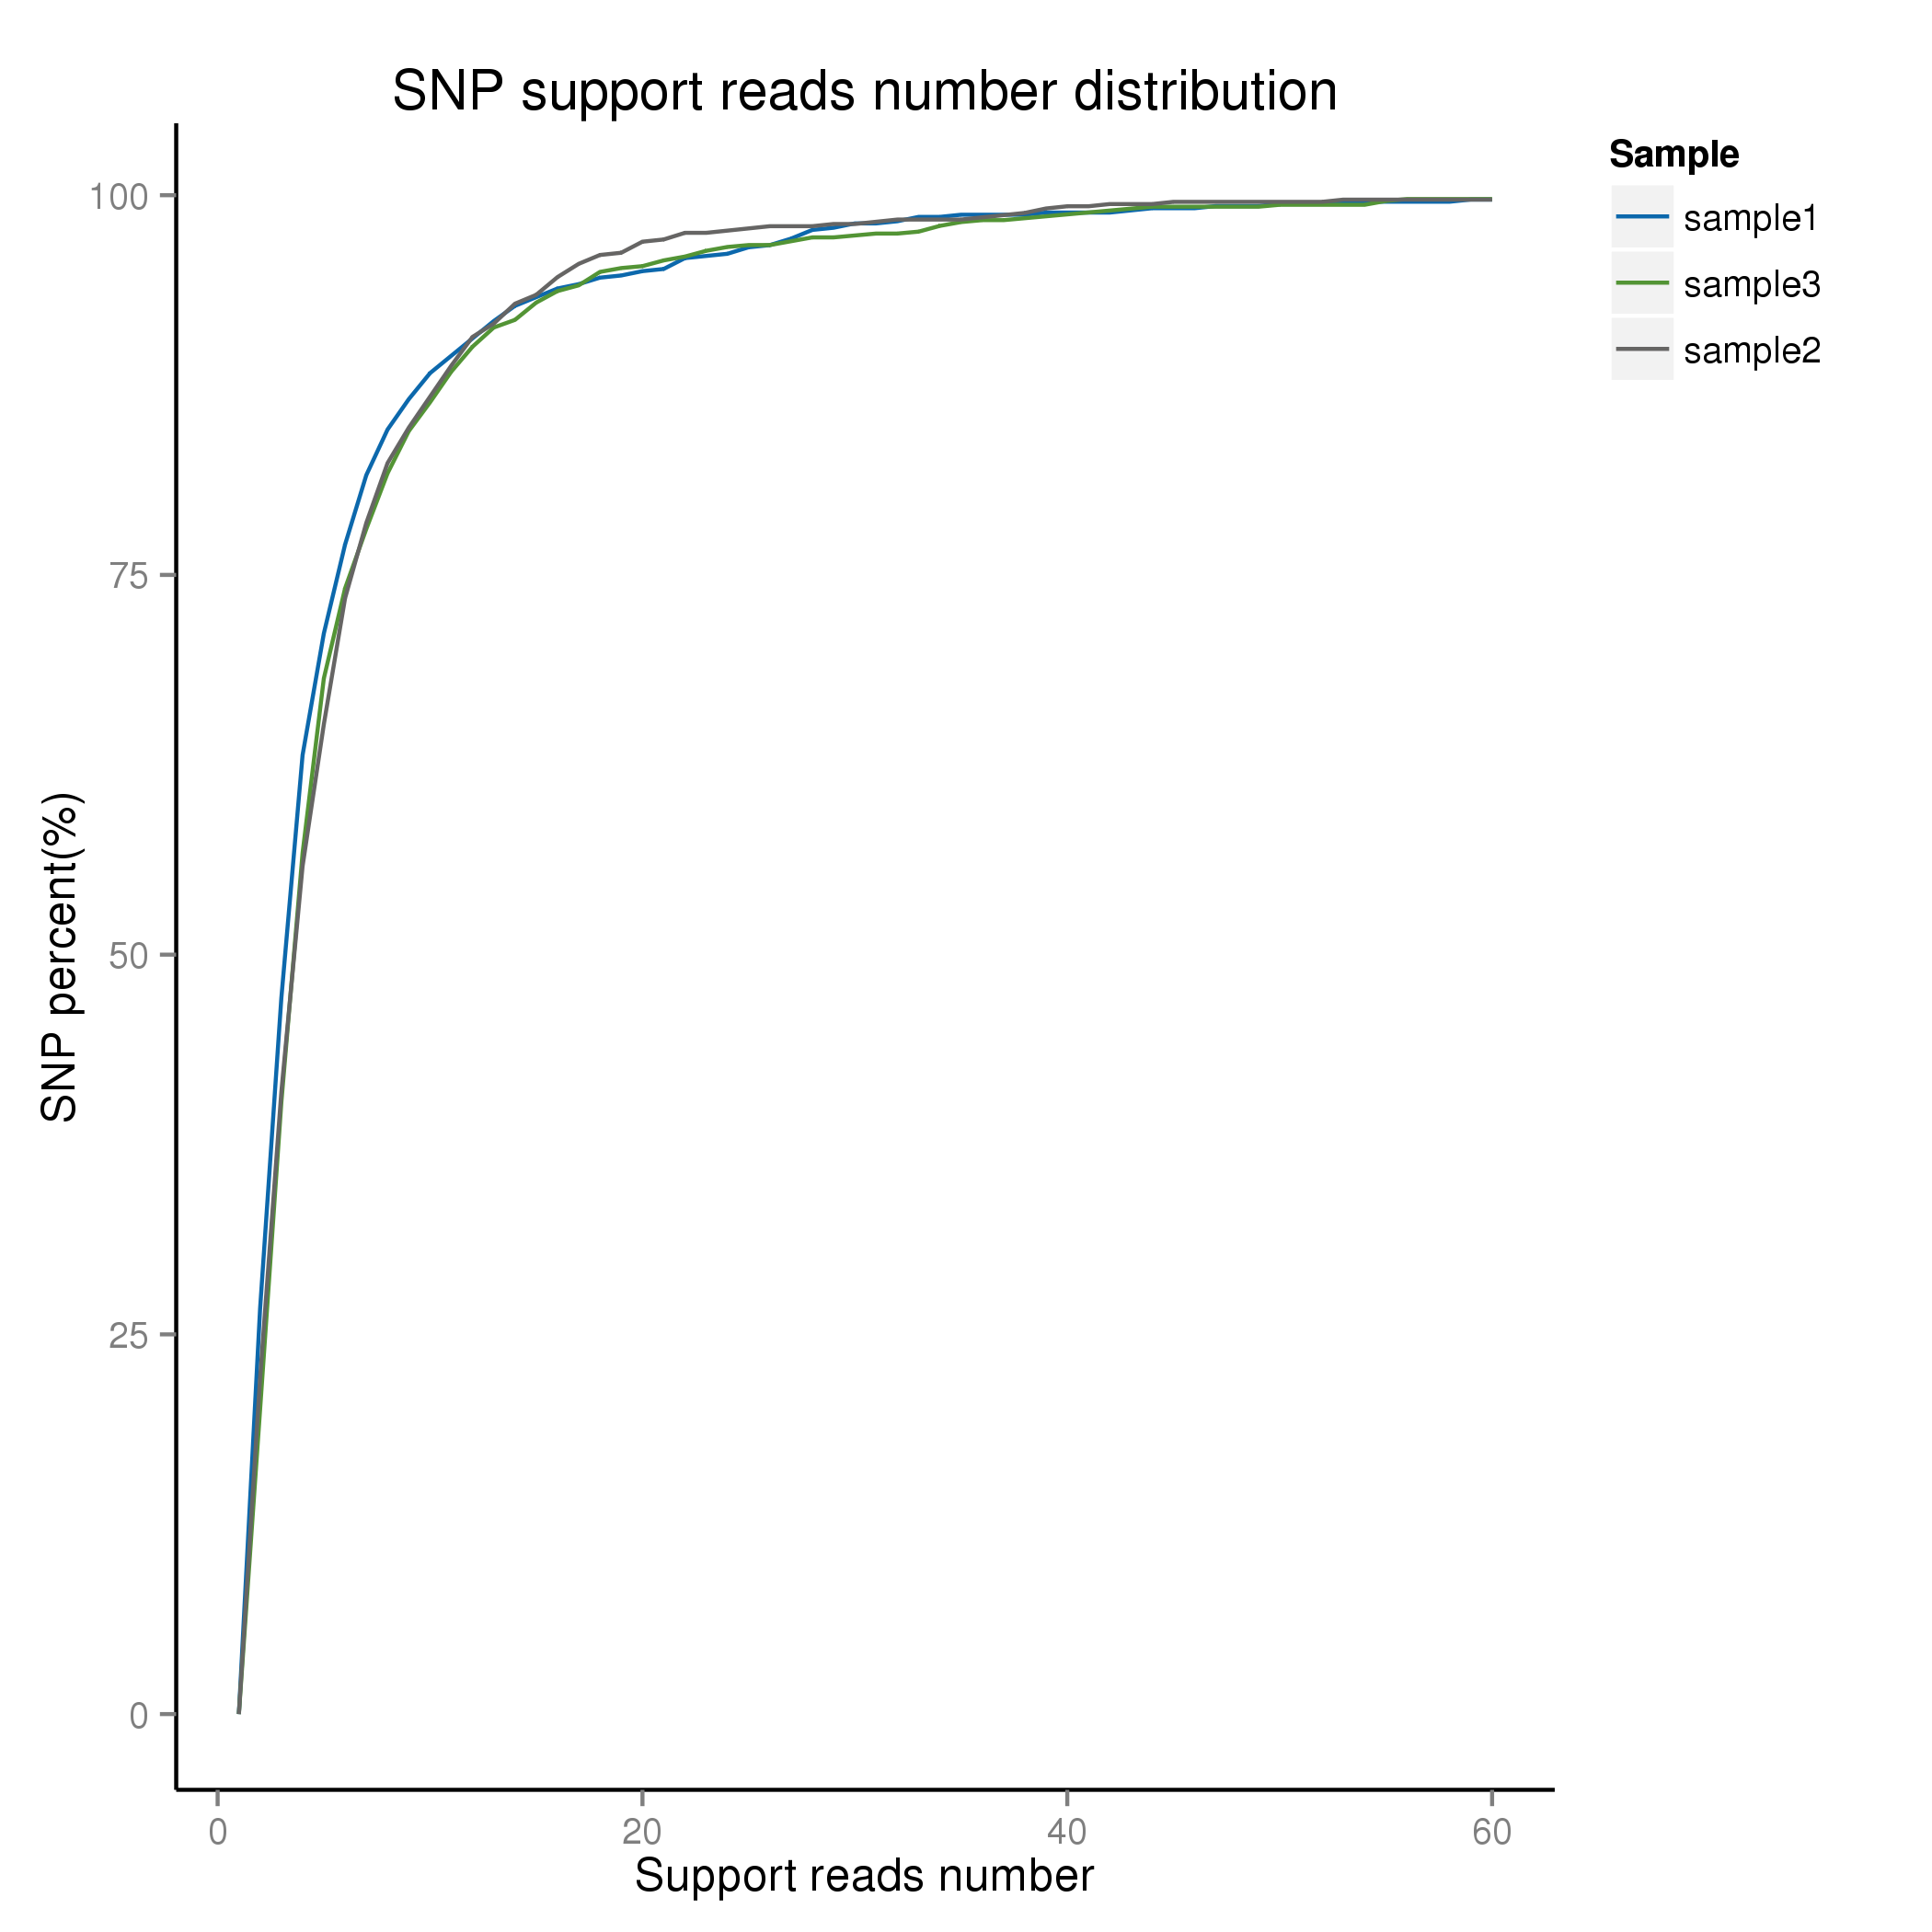 SNP support reads number distribution
Sample
sample1
sample3
sample2
SNP percent(%)
100
75
50
25
0
0
20
40
60
Support reads number